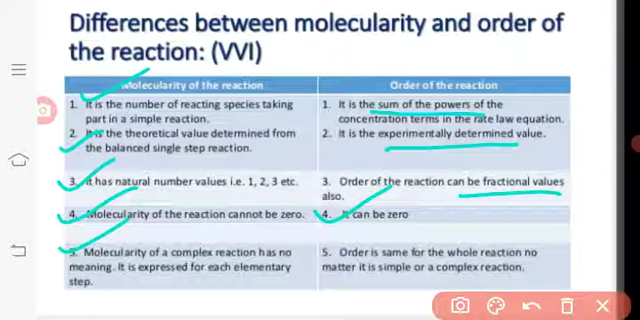 Differences between molecularity and order of
the reaction: (VVI)
Molecularity of the reaction
Order of the reaction
1. It is the number of reacting species taking
part in a simple reaction.
1. It is the sum of the powers of the
concentration terms in the rate law equation.
2. It is the theoretical value determined from
the balanced single step reaction.
2. It is the experimentally determined value.
3. It has natural number values i.e. 1, 2, 3 etc.
3. Order of the reaction can be fractional values
also.
4. Molecularity of the reaction cannot be zero.
4. It can be zero
5. Molecularity of a complex reaction has no
meaning. It is expressed for each elementary
step.
5. Order is same for the whole reaction no
matter it is simple or a complex reaction.